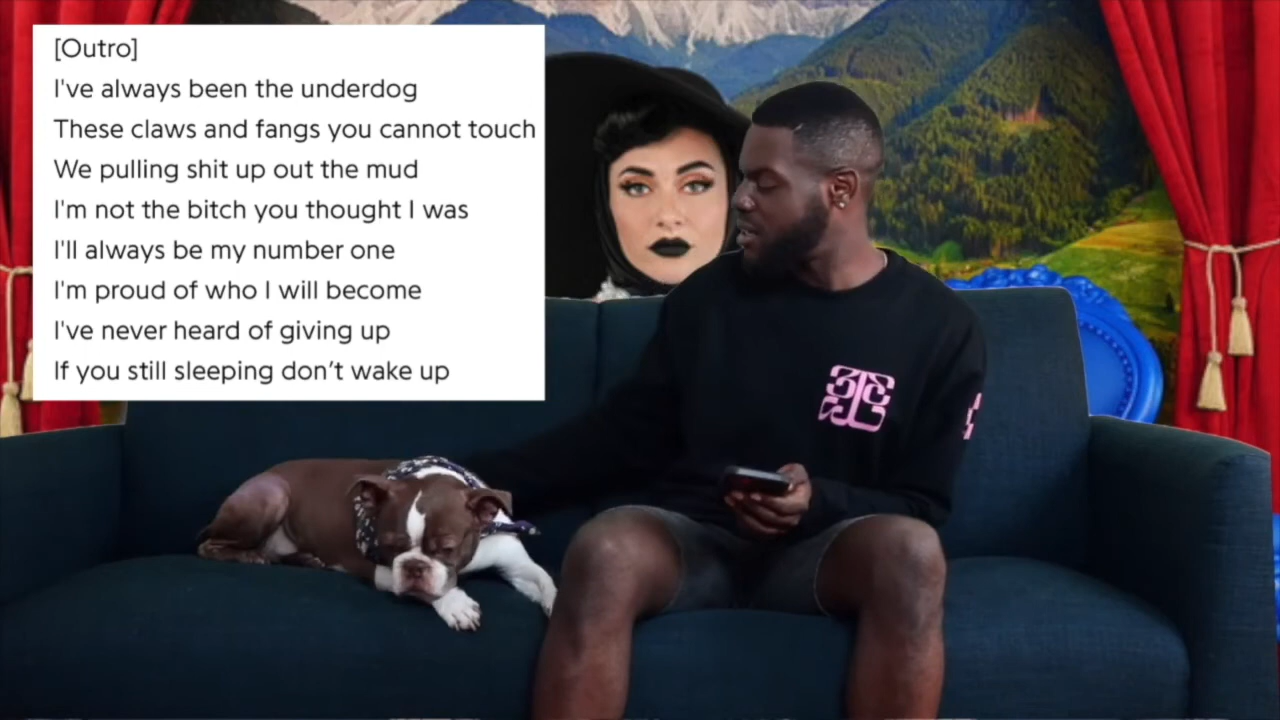 [Outro]
I've always been the underdog
These claws and fangs you cannot touch
We pulling shit up out the mud
I'm not the bitch you thought I was
I'll always be my number one
I'm proud of who I will become
I've never heard of giving up
If you still sleeping don’t wake up